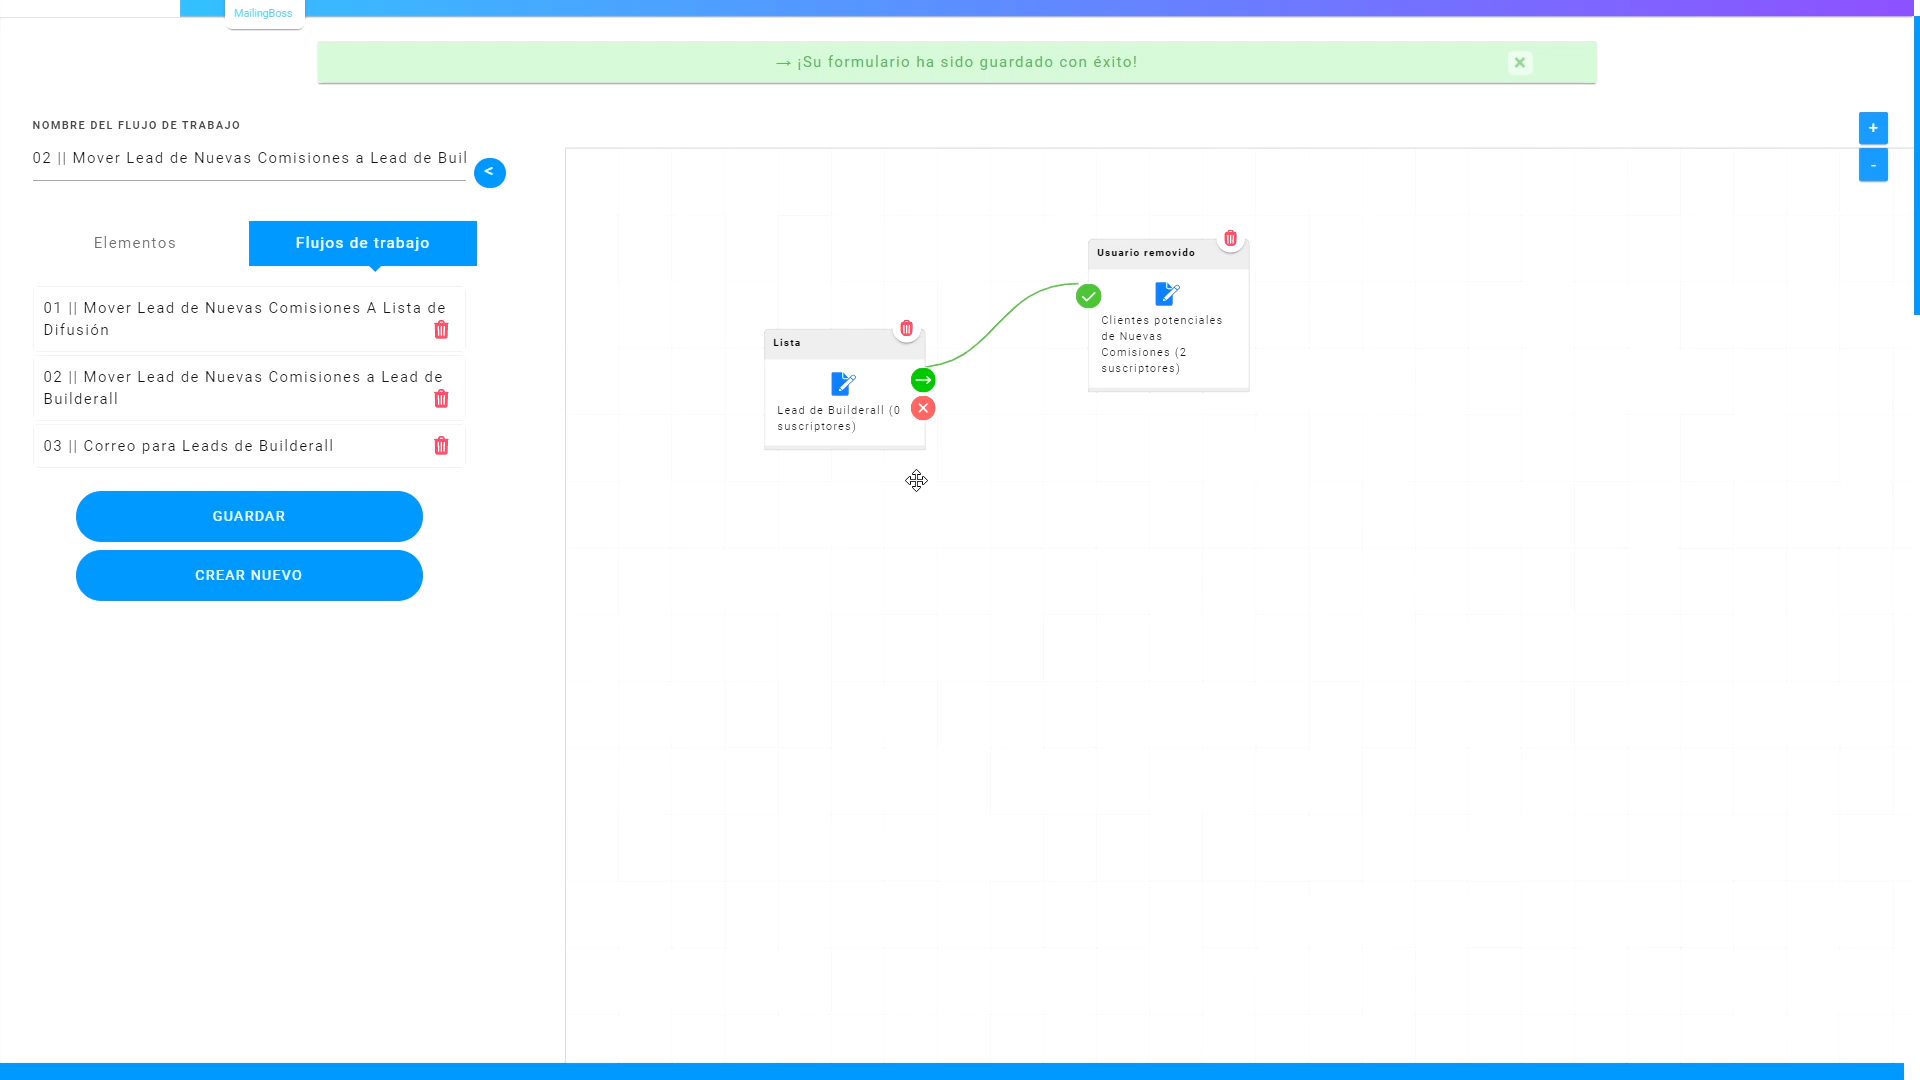 MailingBoss
→ ¡Su formulario ha sido guardado con éxito!
NOMBRE DEL FLUJO DE TRABAJO
02 || Mover Lead de Nuevas Comisiones a Lead de Buil
<
+
-
Elementos
Flujos de trabajo
01 || Mover Lead de Nuevas Comisiones A Lista de
Difusión
02 || Mover Lead de Nuevas Comisiones a Lead de
Builderall
03 || Correo para Leads de Builderall
GUARDAR
CREAR NUEVO
Lista
Lead de Builderall (0
suscriptores)
Usuario removido
Clientes potenciales
de Nuevas
Comisiones (2
suscriptores)